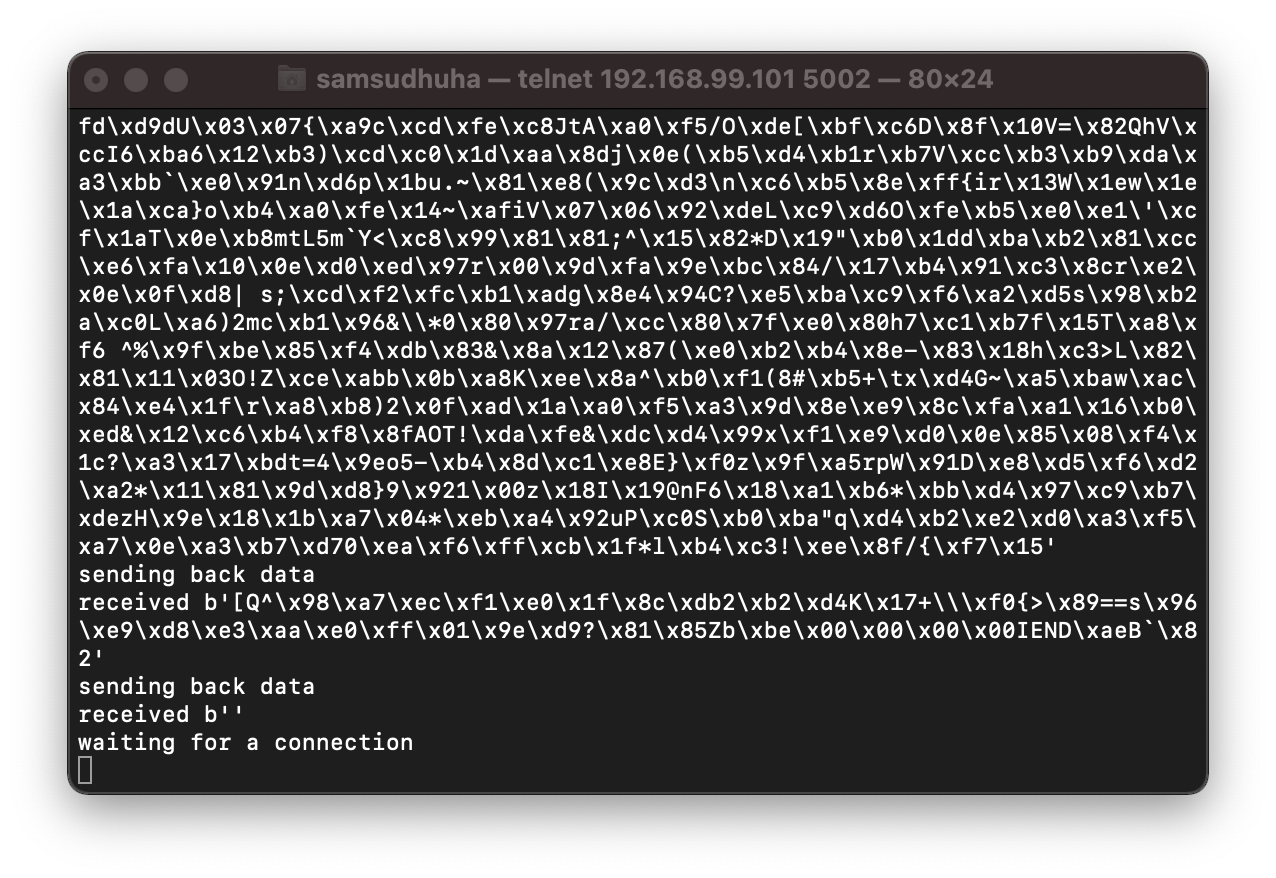 samsudhuha — telnet 192.168.99.101 5002 — 80×24
fd\xd9dU\x03\x07{\xa9c\xcd\xfe\xc8JtA\xa0\xf5/O\xde[\xbf\xc6D\x8f\x10V=\x82QhV\x
ccI6\xba6\x12\xb3)\xcd\xc0\x1d\xaa\x8dj\x0e(\xb5\xd4\xb1r\xb7V\xcc\xb3\xb9\xda\x
a3\xbb`\xe0\x91n\xd6p\x1bu.~\x81\xe8(\x9c\xd3\n\xc6\xb5\x8e\xff{ir\x13W\x1ew\x1e
\x1a\xca}o\xb4\xa0\xfe\x14~\xafiV\x07\x06\x92\xdeL\xc9\xd6O\xfe\xb5\xe0\xe1\'\xc
f\x1aT\x0e\xb8mtL5m`Y<\xc8\x99\x81\x81;^\x15\x82*D\x19"\xb0\x1dd\xba\xb2\x81\xcc
\xe6\xfa\x10\x0e\xd0\xed\x97r\x00\x9d\xfa\x9e\xbc\x84/\x17\xb4\x91\xc3\x8cr\xe2\
x0e\x0f\xd8| s;\xcd\xf2\xfc\xb1\xadg\x8e4\x94C?\xe5\xba\xc9\xf6\xa2\xd5s\x98\xb2
a\xc0L\xa6)2mc\xb1\x96&\\*0\x80\x97ra/\xcc\x80\x7f\xe0\x80h7\xc1\xb7f\x15T\xa8\x
f6 ^%\x9f\xbe\x85\xf4\xdb\x83&\x8a\x12\x87(\xe0\xb2\xb4\x8e-\x83\x18h\xc3>L\x82\
x81\x11\x03O!Z\xce\xabb\x0b\xa8K\xee\x8a^\xb0\xf1(8#\xb5+\tx\xd4G~\xa5\xbaw\xac\
x84\xe4\x1f\r\xa8\xb8)2\x0f\xad\x1a\xa0\xf5\xa3\x9d\x8e\xe9\x8c\xfa\xa1\x16\xb0\
xed&\x12\xc6\xb4\xf8\x8fAOT!\xda\xfe&\xdc\xd4\x99x\xf1\xe9\xd0\x0e\x85\x08\xf4\x
1c?\xa3\x17\xbdt=4\x9eo5-\xb4\x8d\xc1\xe8E}\xf0z\x9f\xa5rpW\x91D\xe8\xd5\xf6\xd2
\xa2*\x11\x81\x9d\xd8}9\x921\x00z\x18I\x19@nF6\x18\xa1\xb6*\xbb\xd4\x97\xc9\xb7\
xdezH\x9e\x18\x1b\xa7\x04*\xeb\xa4\x92uP\xc0S\xb0\xba"q\xd4\xb2\xe2\xd0\xa3\xf5\
xa7\x0e\xa3\xb7\xd70\xea\xf6\xff\xcb\x1f*l\xb4\xc3!\xee\x8f/{\xf7\x15'
sending back data
received b'[Q^\x98\xa7\xec\xf1\xe0\x1f\x8c\xdb2\xb2\xd4K\x17+\\\xf0{>\x89==s\x96
\xe9\xd8\xe3\xaa\xe0\xff\x01\x9e\xd9?\x81\x85Zb\xbe\x00\x00\x00\x00IEND\xaeB`\x8
2'
sending back data
received b''
waiting for a connection